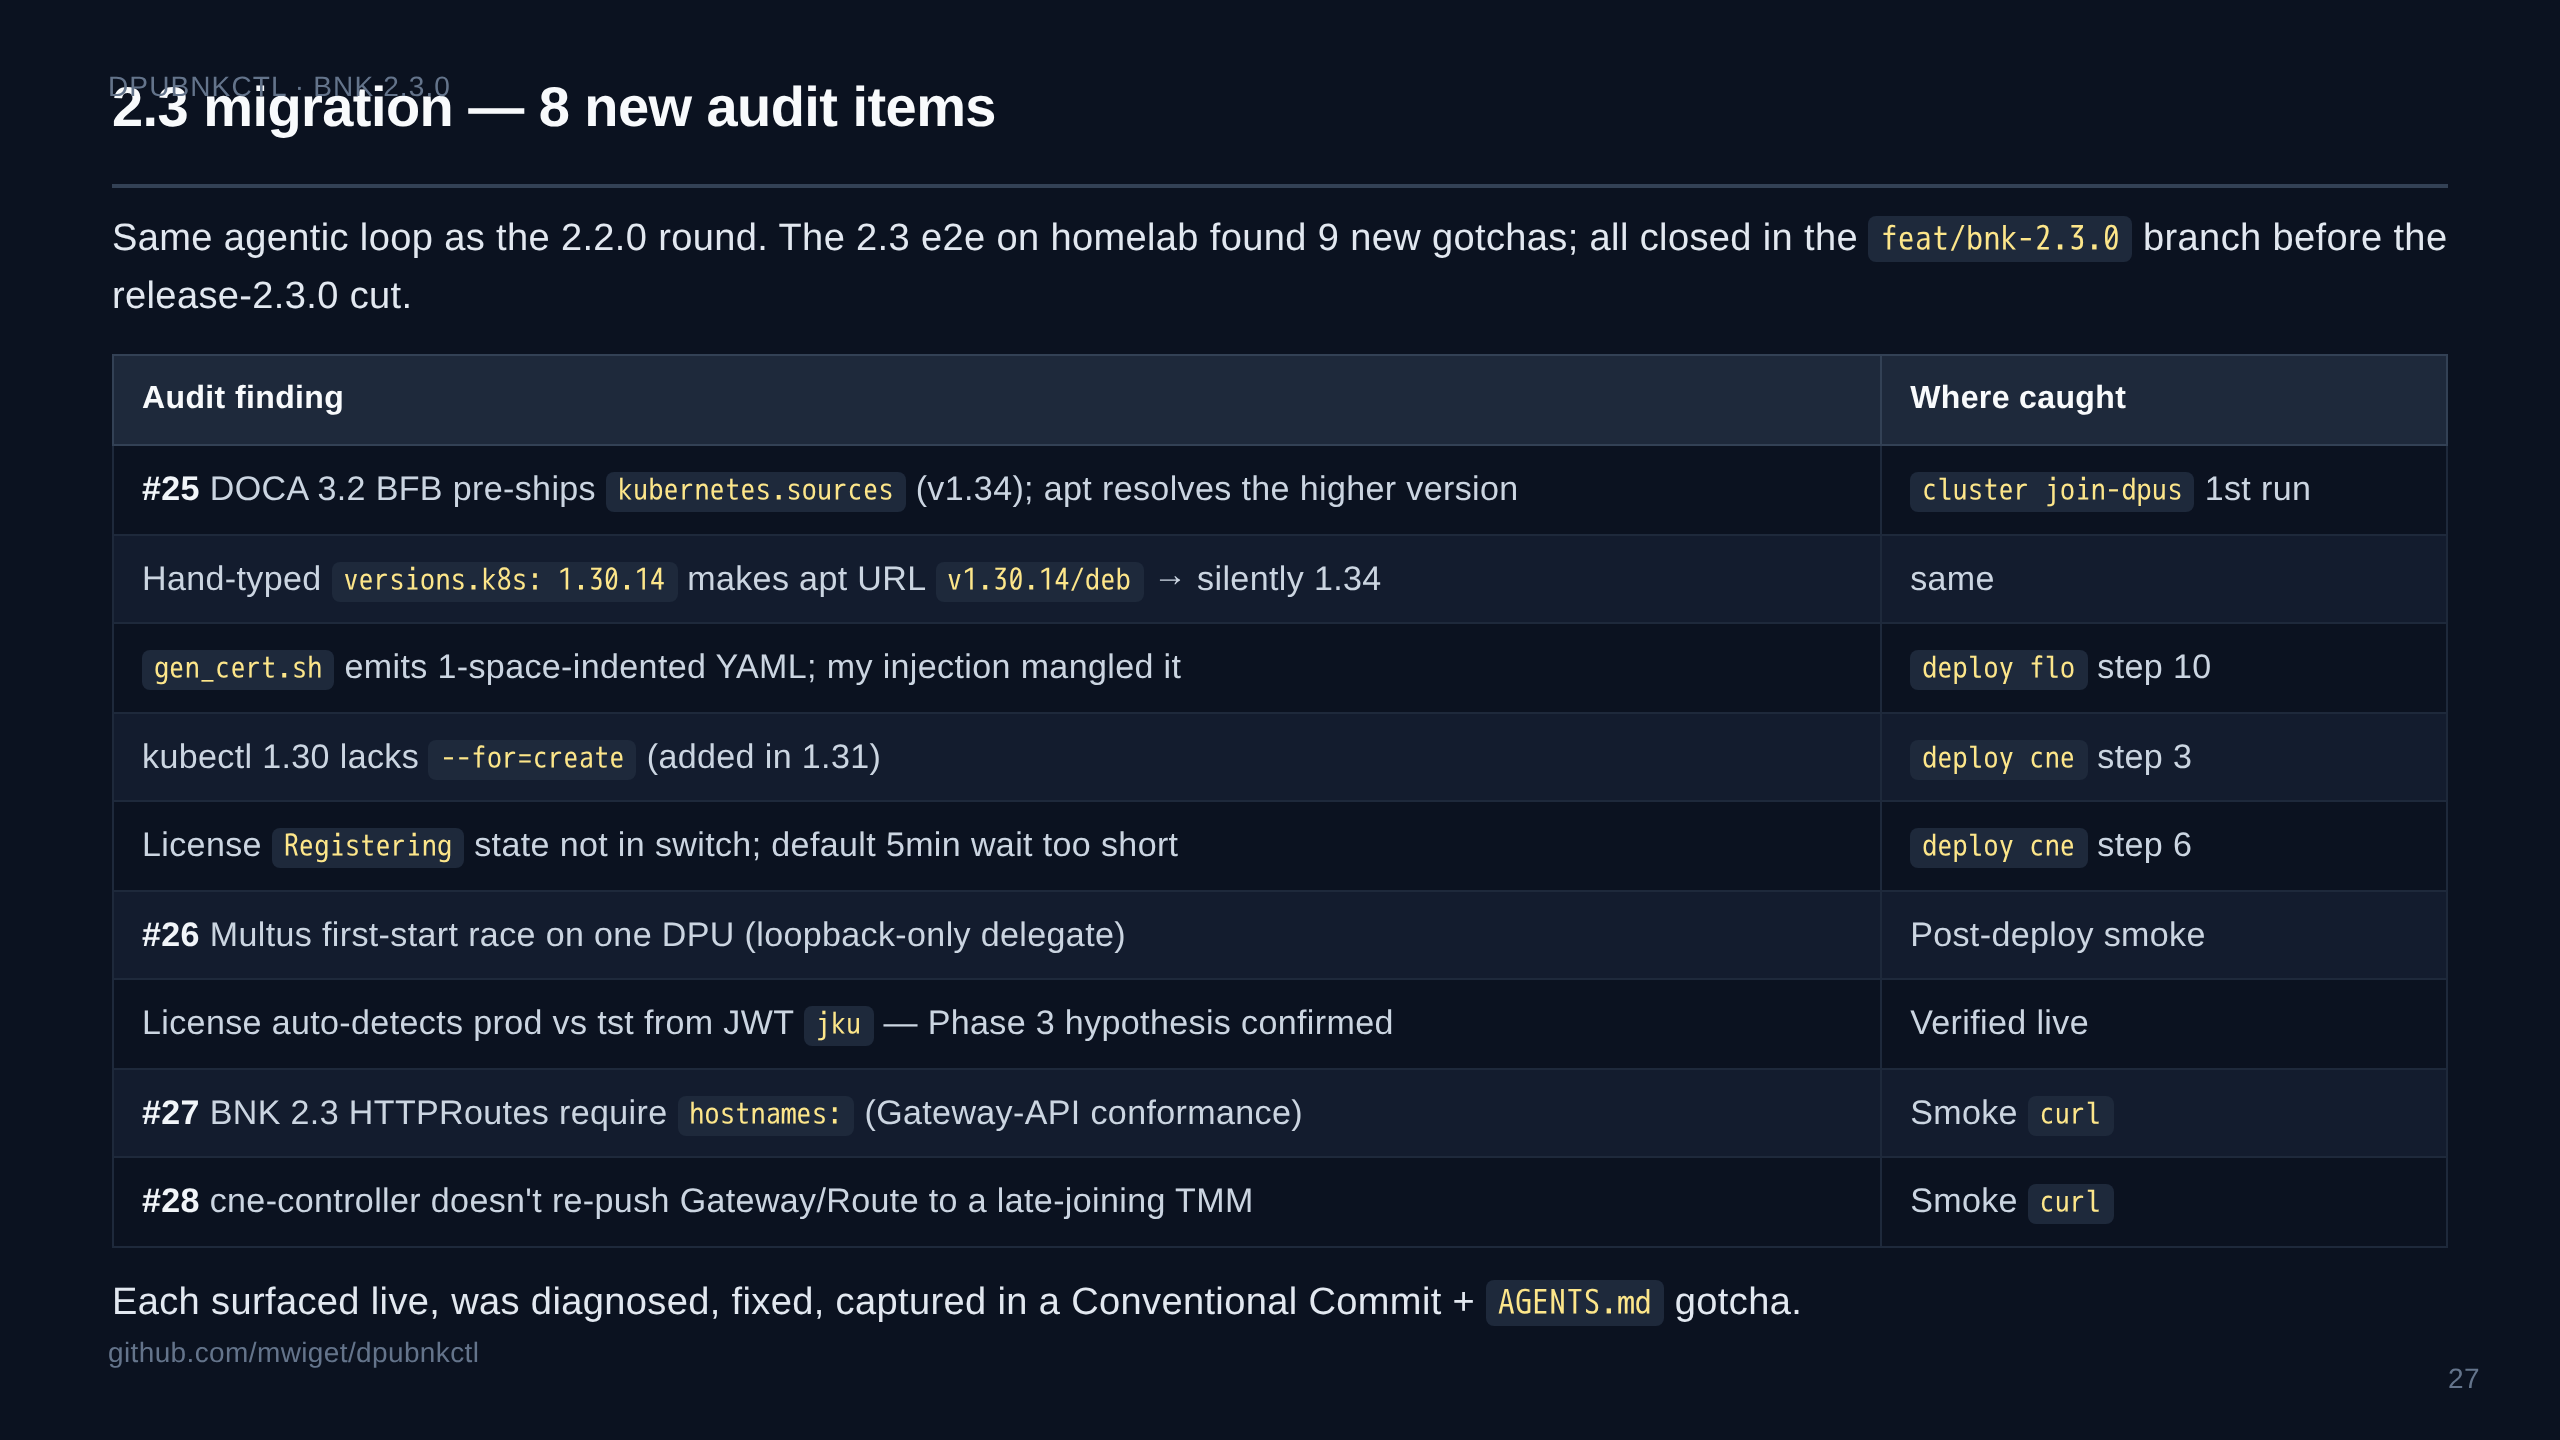 DPUBNKCTL · BNK 2.3.0
2.3 migration — 8 new audit items
Same agentic loop as the 2.2.0 round. The 2.3 e2e on homelab found 9 new gotchas; all closed in the feat/bnk-2.3.0 branch before the
release-2.3.0 cut.
Audit finding Where caught
#25 DOCA 3.2 BFB pre-ships kubernetes.sources (v1.34); apt resolves the higher version cluster join-dpus 1st run
Hand-typed versions.k8s: 1.30.14 makes apt URL v1.30.14/deb → silently 1.34 same
gen_cert.sh emits 1-space-indented YAML; my injection mangled it deploy flo step 10
kubectl 1.30 lacks --for=create (added in 1.31) deploy cne step 3
License Registering state not in switch; default 5min wait too short deploy cne step 6
#26 Multus first-start race on one DPU (loopback-only delegate) Post-deploy smoke
License auto-detects prod vs tst from JWT jku — Phase 3 hypothesis confirmed Verified live
#27 BNK 2.3 HTTPRoutes require hostnames: (Gateway-API conformance) Smoke curl
#28 cne-controller doesn't re-push Gateway/Route to a late-joining TMM Smoke curl
Each surfaced live, was diagnosed, fixed, captured in a Conventional Commit + AGENTS.md gotcha.
github.com/mwiget/dpubnkctl
27